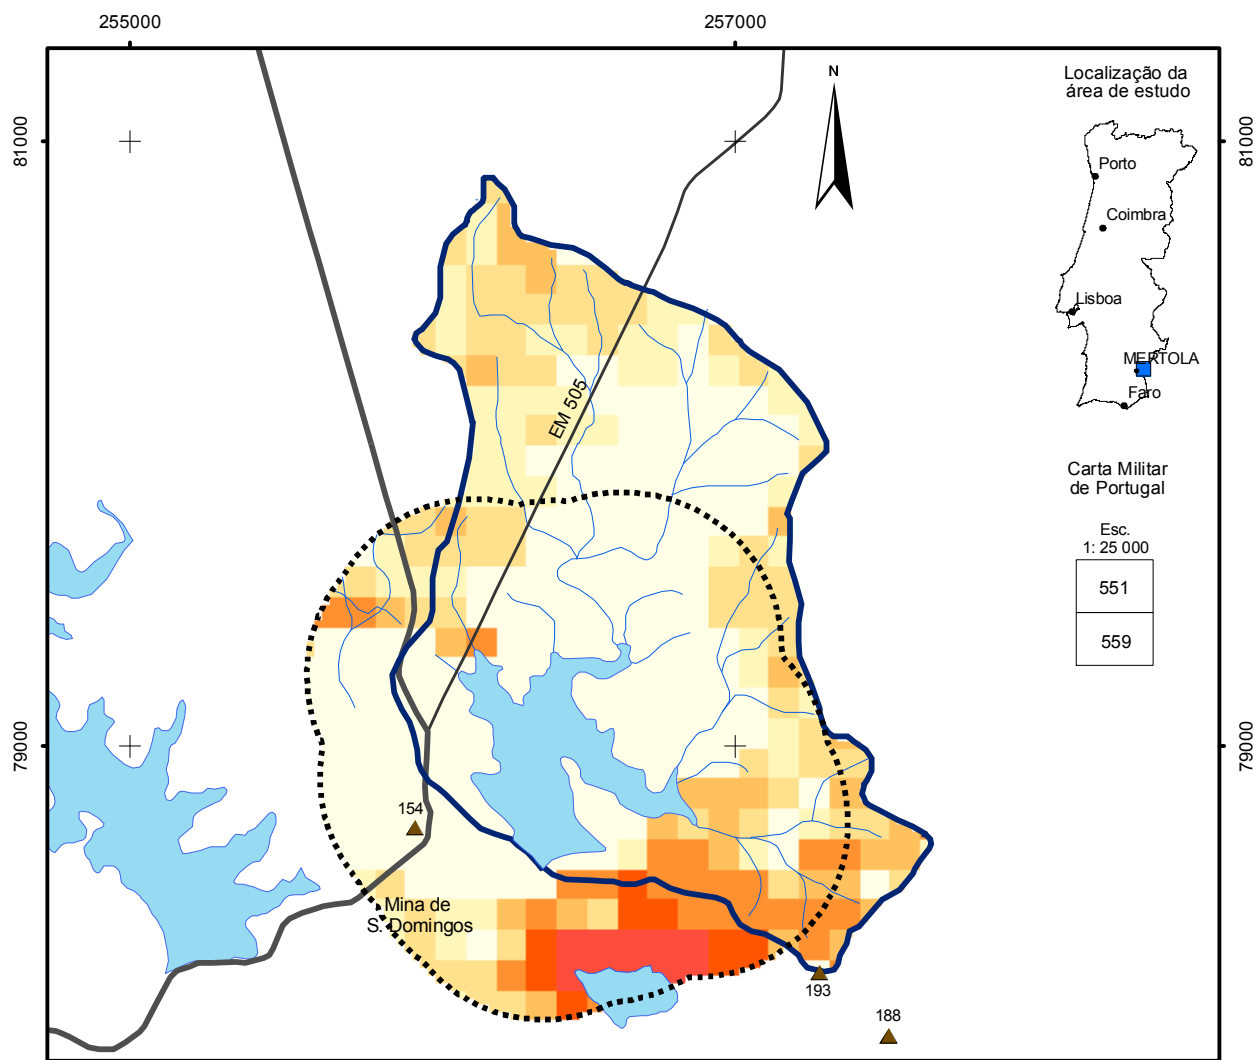 255000
257000
81000
81000
N
Localização da
área de estudo
Porto
Coimbra
Lisboa
MERTOLA
Faro
EM 505
Carta Militar
de Portugal
Esc.
1: 25 000
551
559
79000
79000
154
Mina de
S. Domingos
193
188